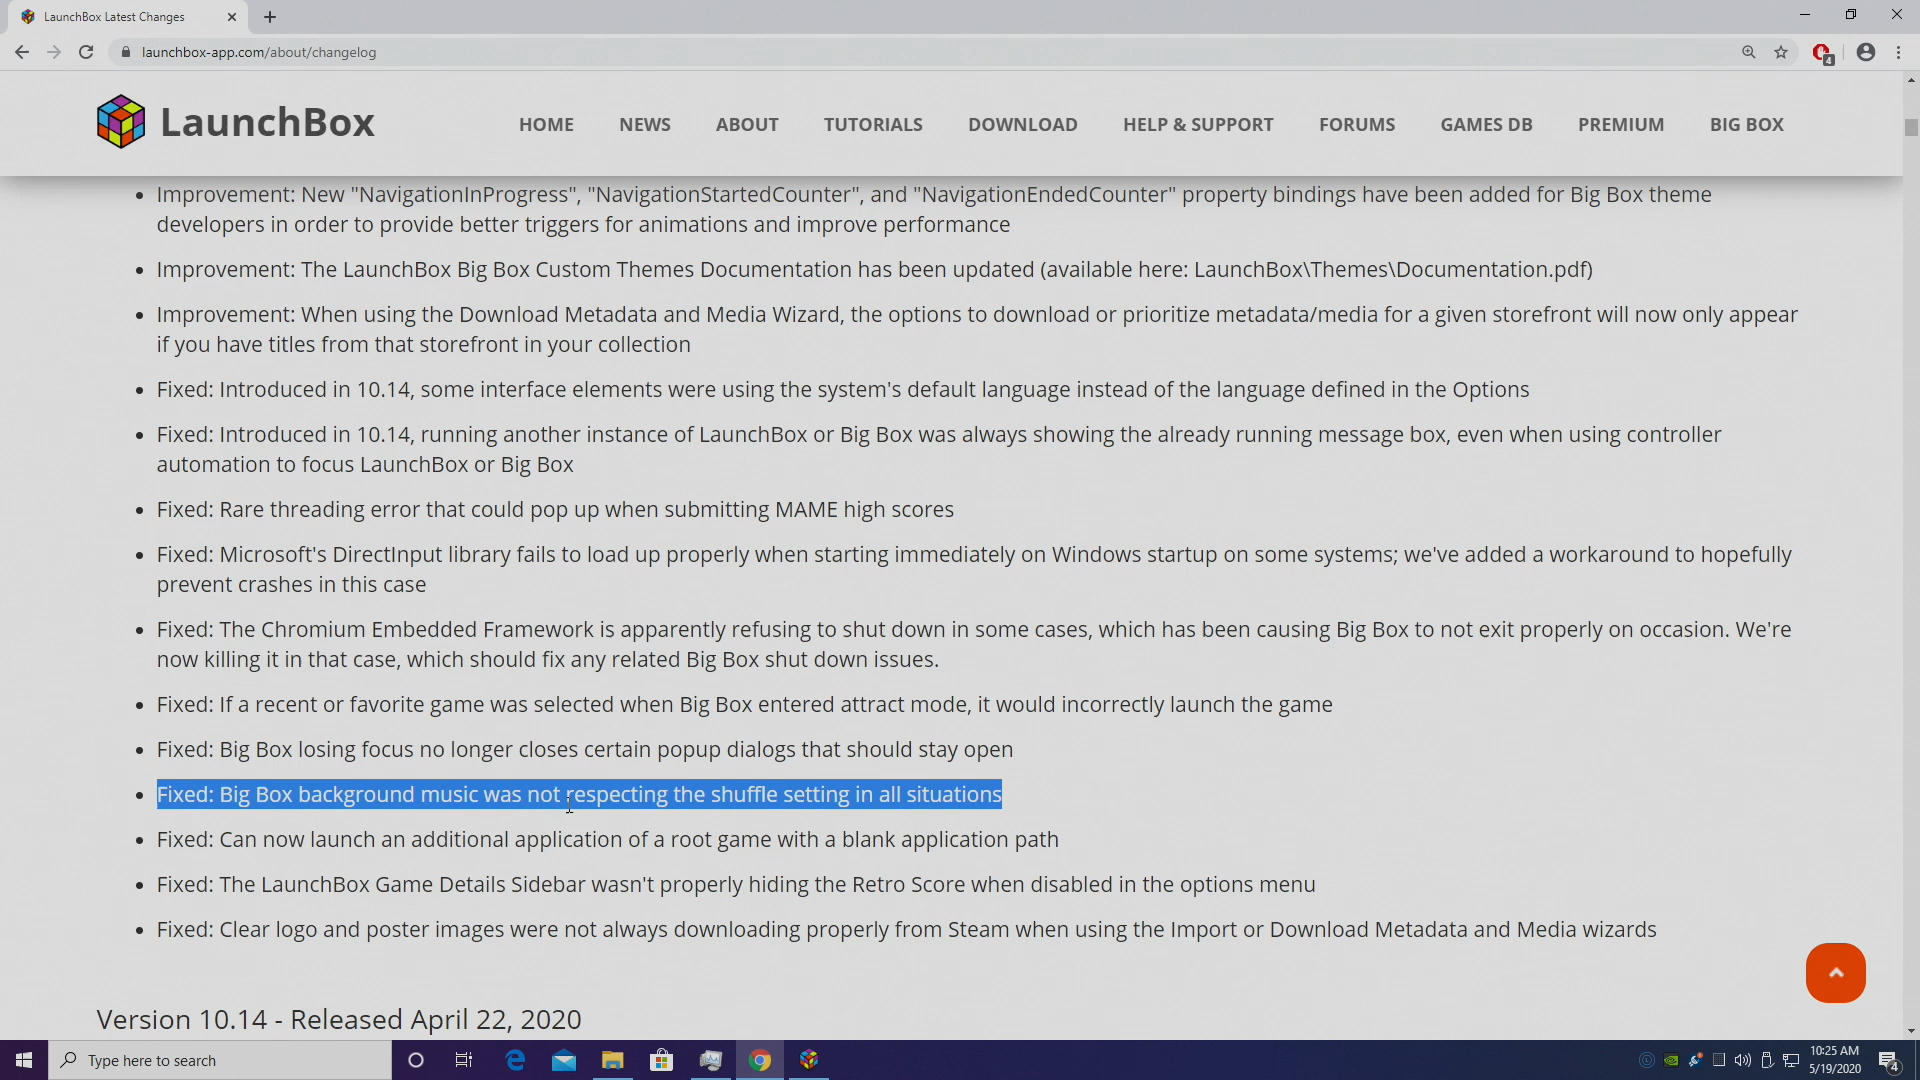 LaunchBox Latest Changes
launchbox-app.com/about/changelog
4
LaunchBox
HOME NEWS ABOUT TUTORIALS DOWNLOAD HELP & SUPPORT FORUMS GAMES DB PREMIUM BIG BOX
Improvement: New "NavigationInProgress", "NavigationStartedCounter", and "NavigationEndedCounter" property bindings have been added for Big Box theme
developers in order to provide better triggers for animations and improve performance
Improvement: The LaunchBox Big Box Custom Themes Documentation has been updated (available here: LaunchBox\Themes\Documentation.pdf)
Improvement: When using the Download Metadata and Media Wizard, the options to download or prioritize metadata/media for a given storefront will now only appear
if you have titles from that storefront in your collection
Fixed: Introduced in 10.14, some interface elements were using the system's default language instead of the language defined in the Options
Fixed: Introduced in 10.14, running another instance of LaunchBox or Big Box was always showing the already running message box, even when using controller
automation to focus LaunchBox or Big Box
Fixed: Rare threading error that could pop up when submitting MAME high scores
Fixed: Microsoft's DirectInput library fails to load up properly when starting immediately on Windows startup on some systems; we've added a workaround to hopefully
prevent crashes in this case
Fixed: The Chromium Embedded Framework is apparently refusing to shut down in some cases, which has been causing Big Box to not exit properly on occasion. We're
now killing it in that case, which should fix any related Big Box shut down issues.
Fixed: If a recent or favorite game was selected when Big Box entered attract mode, it would incorrectly launch the game
Fixed: Big Box losing focus no longer closes certain popup dialogs that should stay open
Fixed: Big Box background music was not respecting the shuffle setting in all situations
Fixed: Can now launch an additional application of a root game with a blank application path
Fixed: The LaunchBox Game Details Sidebar wasn't properly hiding the Retro Score when disabled in the options menu
Fixed: Clear logo and poster images were not always downloading properly from Steam when using the Import or Download Metadata and Media wizards
Version 10.14 - Released April 22, 2020
Type here to search
10:25 AM
5/19/2020
4